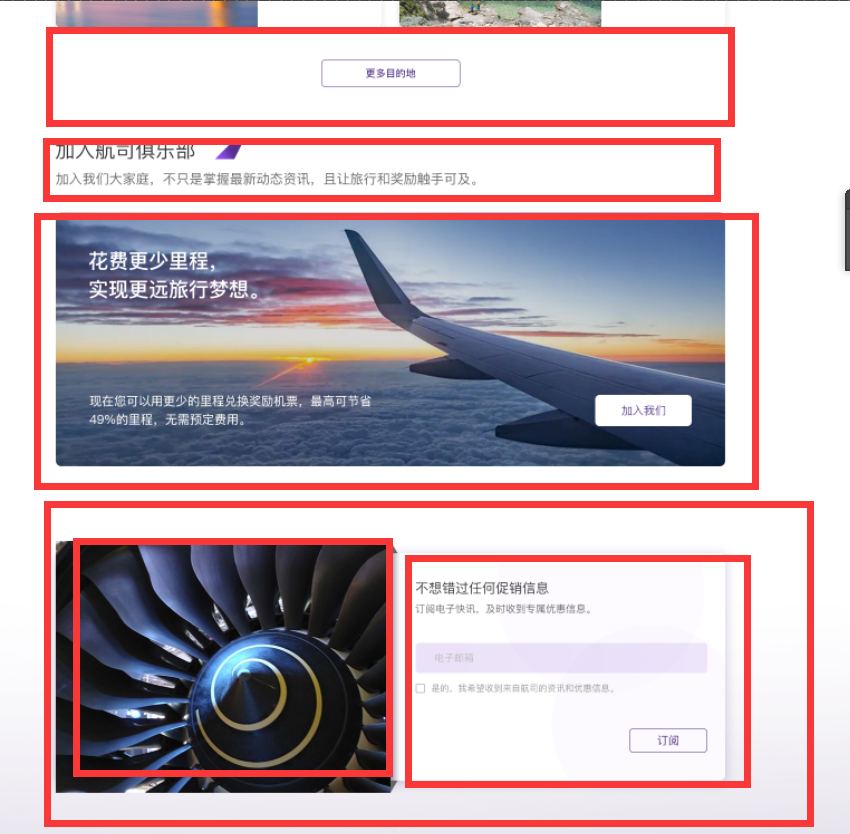 更多目的地
加入航司俱乐部
加入我们大家庭，不只是掌握最新动态资讯，且让旅行和奖励触手可及。
花费更少里程，
实现更远旅行梦想。
现在您可以用更少的里程兑换奖励机票，最高可节省
49%的里程，无需预定费用。
加入我们
不想错过任何促销信息
订阅电子快讯，及时收到专属优惠信息。
电子邮箱
是的，我希望收到来自航司的资讯和优惠信息。
订阅